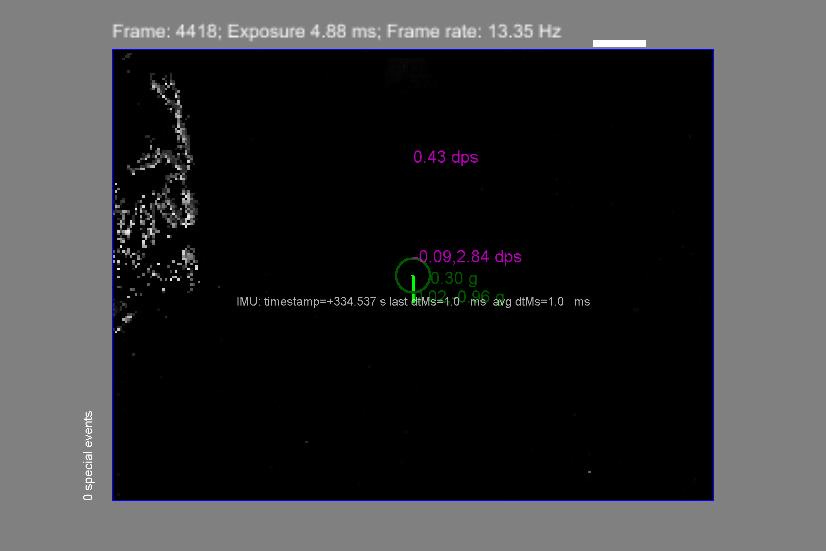 Frame: 4418; Exposure 4.88 ms; Frame rate: 13.35 Hz
0.43 dps
-0.09,2.84 dps
0.30 g
IMU: timestamp=+334.537 s last dtMs=1.0 ms avg dtMs=1.0 ms
0 special events